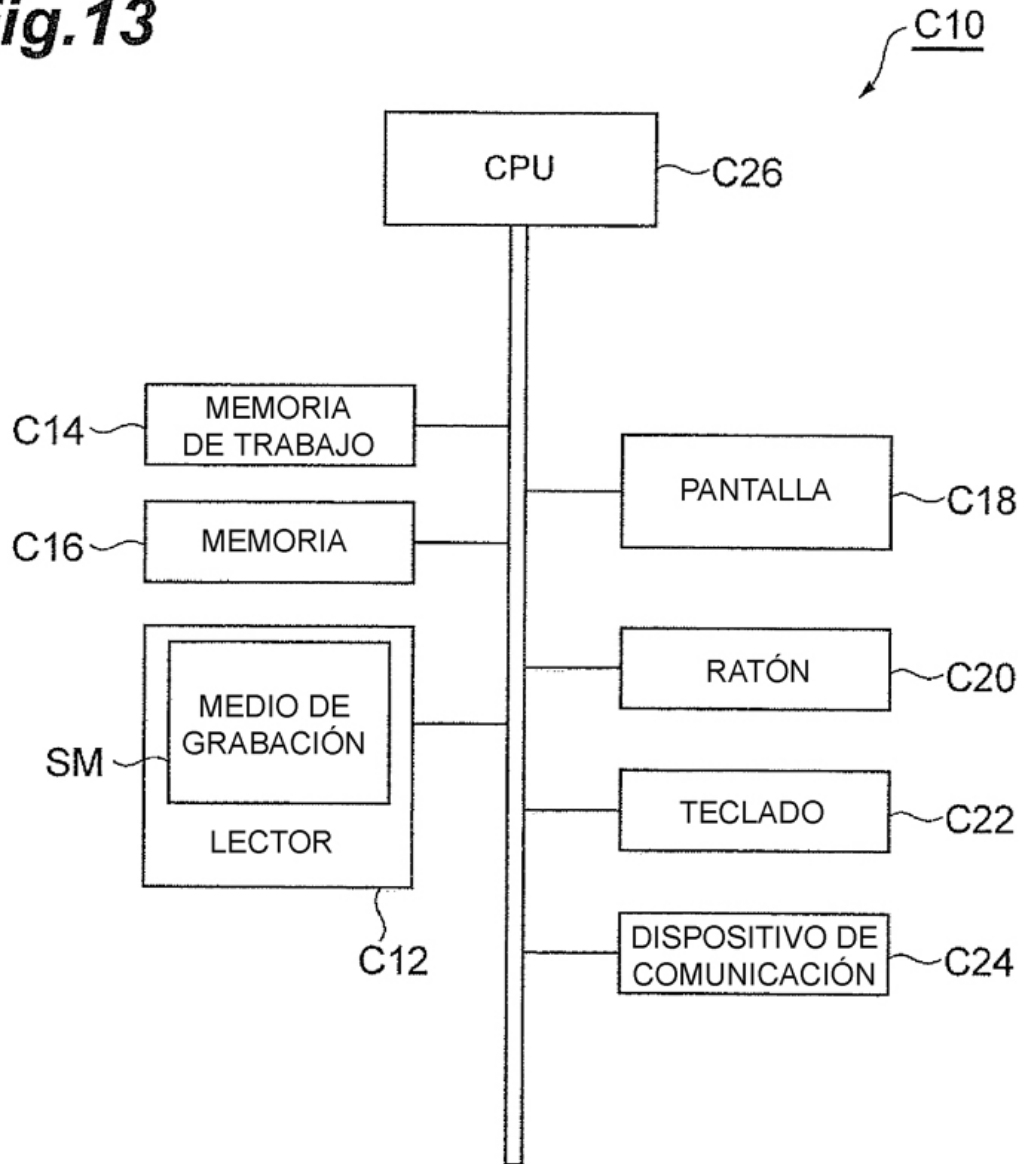 ig.13
C10
CPU
C26
C14
MEMORIA
DE TRABAJO
C16
MEMORIA
PANTALLA
C18
SM
MEDIO DE
GRABACIÓN
LECTOR
C12
RATÓN
C20
TECLADO
C22
DISPOSITIVO DE
COMUNICACIÓN
C24